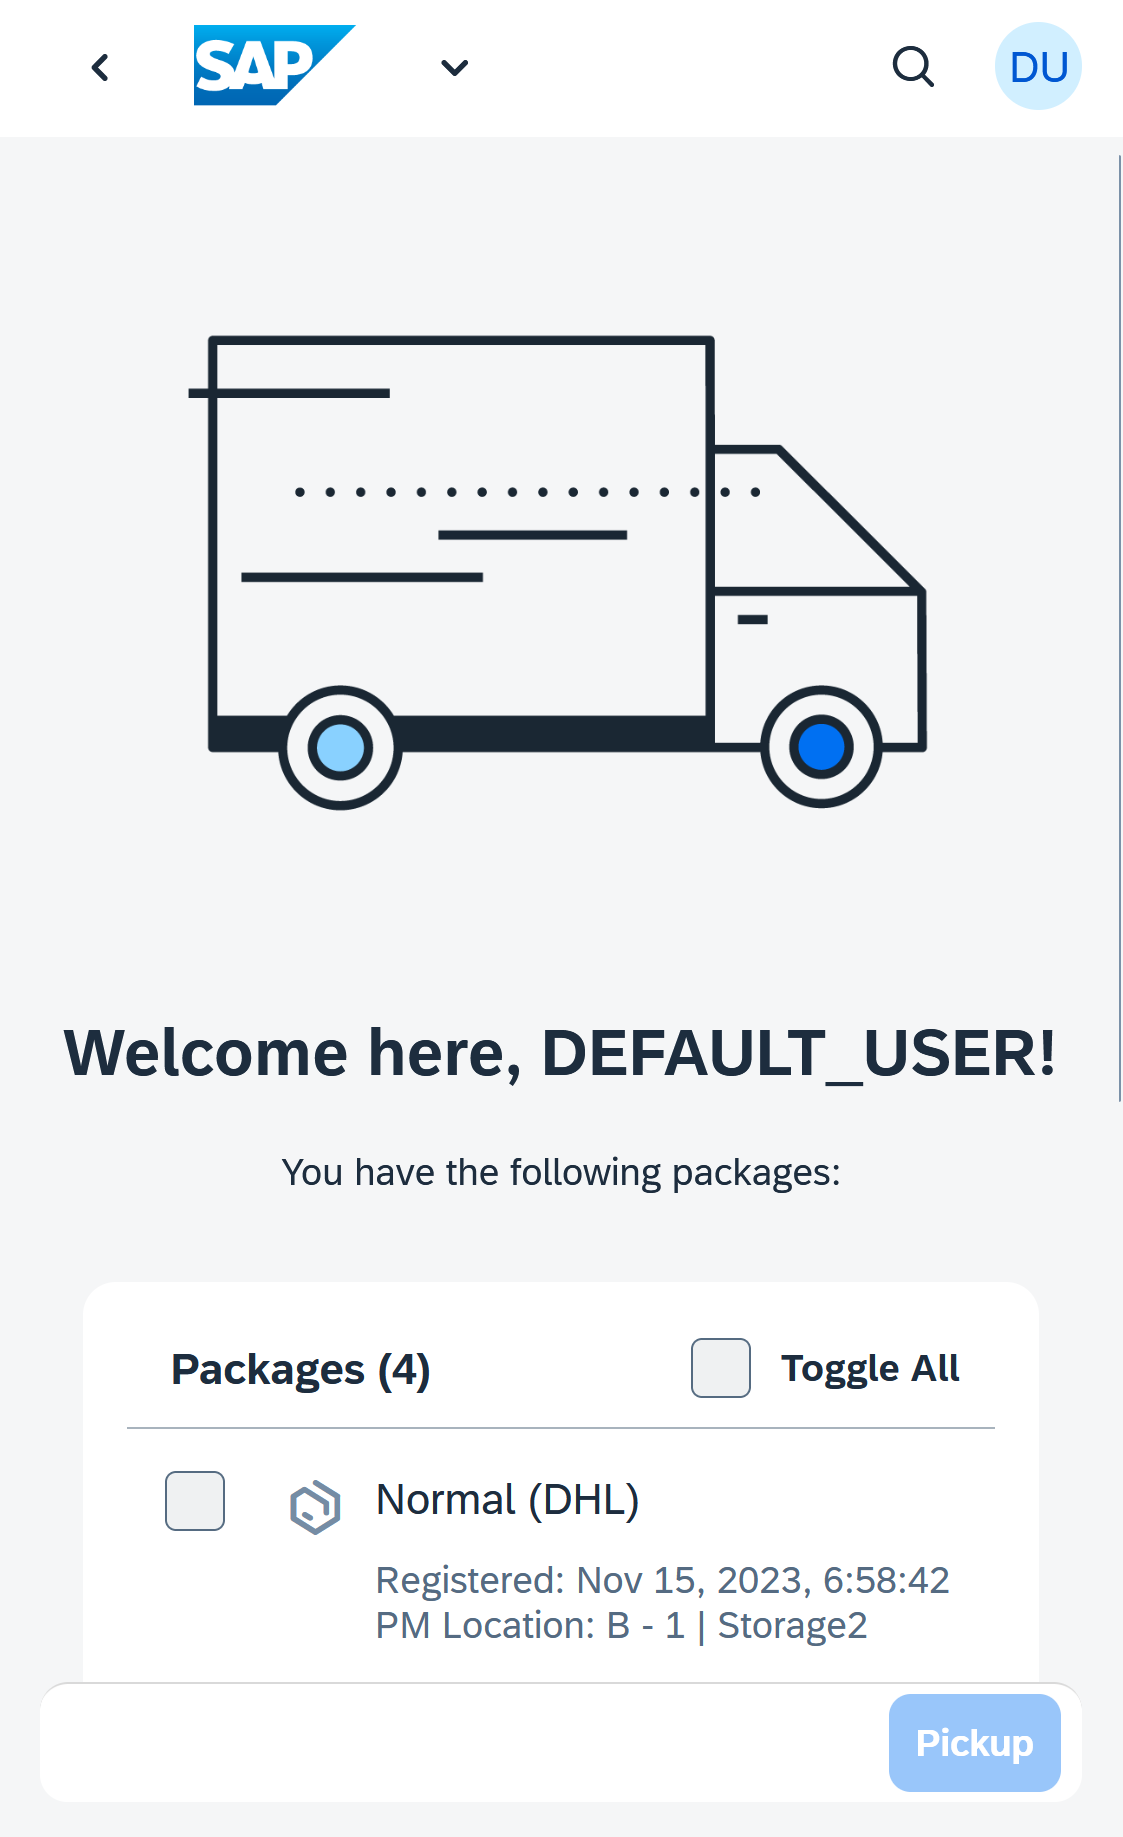 SAP
DU
Welcome here, DEFAULT_USER!
You have the following packages:
Packages (4)
Toggle All
Normal (DHL)
Registered: Nov 15, 2023, 6:58:42
PM Location: B - 1 | Storage2
Pickup